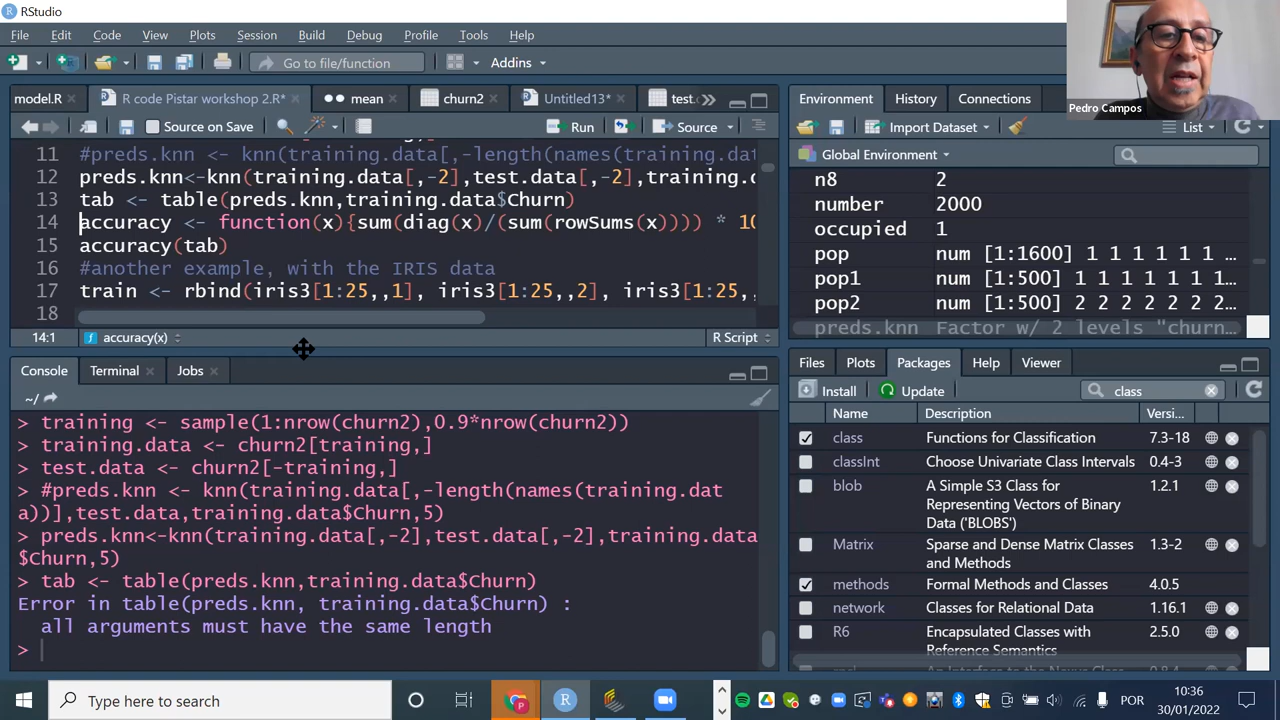 RStudio
File Edit Code View Plots Session Build Debug Profile Tools Help
Go to file/function Addins
Pedro Campos
model.R R code Pistar workshop 2.R* mean churn2 Untitled13* test.
Source on Save Run Source
11 #preds.knn <- knn(training.data[,-length(names(training.dat
12 preds.knn<-knn(training.data[,-2],test.data[,-2],training.d
13 tab <- table(preds.knn,training.data$Churn)
14 accuracy <- function(x){sum(diag(x)/(sum(rowSums(x)))) * 10
15 accuracy(tab)
16 #another example, with the IRIS data
17 train <- rbind(iris3[1:25,,1], iris3[1:25,,2], iris3[1:25,,
18
14:1 accuracy(x) R Script
Console Terminal Jobs
~/
> training <- sample(1:nrow(churn2),0.9*nrow(churn2))
> training.data <- churn2[training,]
> test.data <- churn2[-training,]
> #preds.knn <- knn(training.data[,-length(names(training.dat
a))],test.data,training.data$Churn,5)
> preds.knn<-knn(training.data[,-2],test.data[,-2],training.data
$Churn,5)
> tab <- table(preds.knn,training.data$Churn)
Error in table(preds.knn, training.data$Churn) :
all arguments must have the same length
>
Environment History Connections
Import Dataset List
Global Environment
n8 2
number 2000
occupied 1
pop num [1:1600] 1 1 1 1 1 1 …
pop1 num [1:500] 1 1 1 1 1 1 1…
pop2 num [1:500] 2 2 2 2 2 2 2…
preds.knn Factor w/ 2 levels "churn…
Files Plots Packages Help Viewer
Install Update class
Name Description Versi...
class Functions for Classification 7.3-18
classInt Choose Univariate Class Intervals 0.4-3
blob A Simple S3 Class for 1.2.1
Representing Vectors of Binary
Data ('BLOBS')
Matrix Sparse and Dense Matrix Classes 1.3-2
and Methods
methods Formal Methods and Classes 4.0.5
network Classes for Relational Data 1.16.1
R6 Encapsulated Classes with 2.5.0
Reference Semantics
Type here to search
POR
10:36
30/01/2022